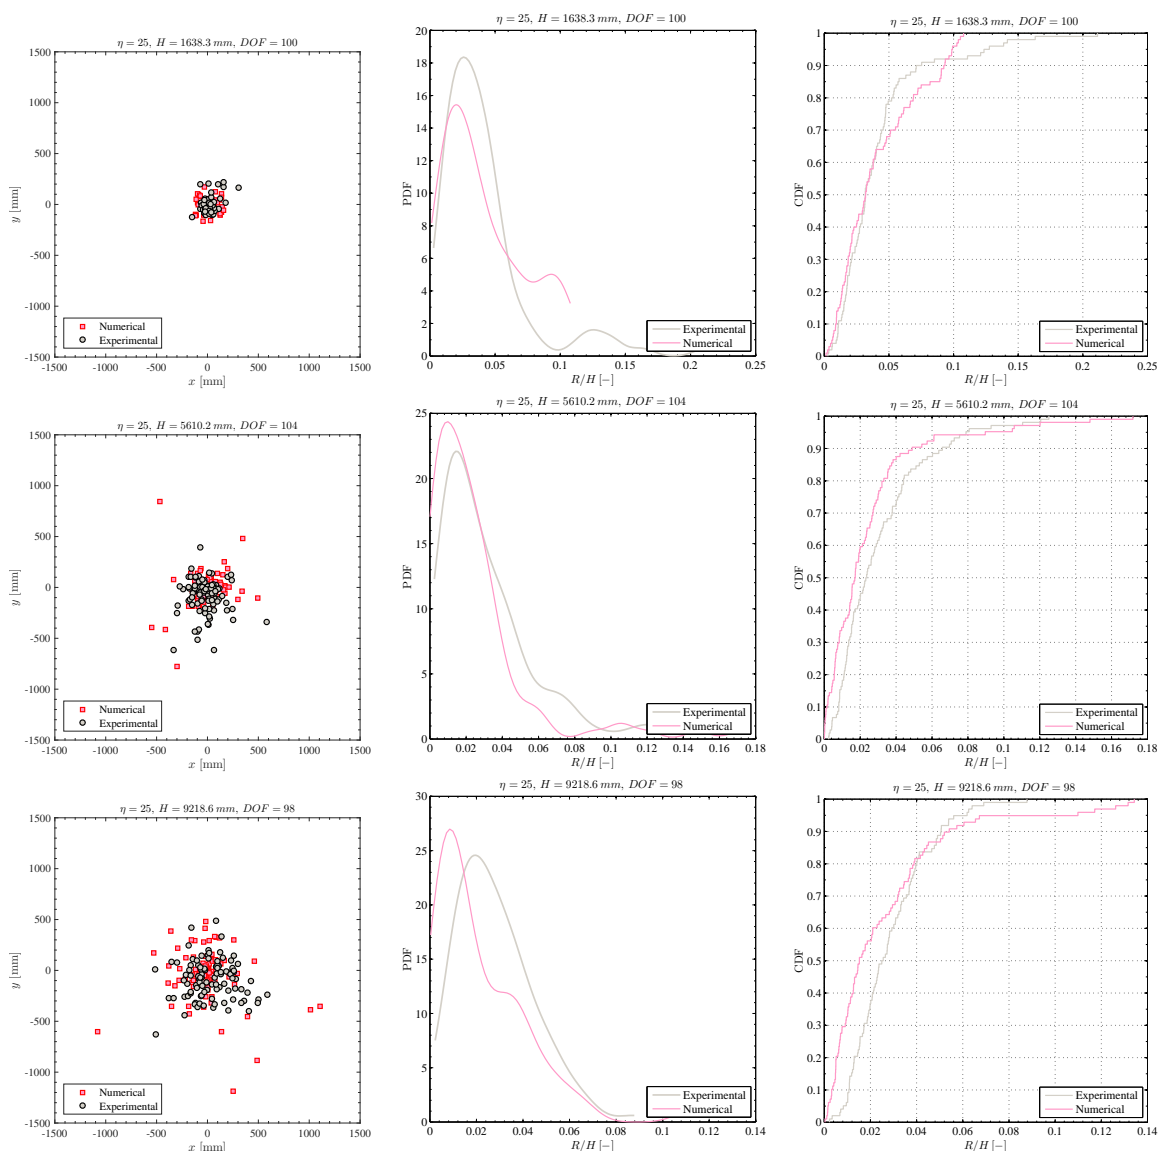 η = 25, H = 1638.3 mm, DOF = 100
1500
1000
500
0
-500
-1000
-1500
y [mm]
Numerical
Experimental
-1500 -1000 -500 0 500 1000 1500
x [mm]
η = 25, H = 1638.3 mm, DOF = 100
20
18
16
14
12
10
8
6
4
2
0
PDF
Experimental
Numerical
0 0.05 0.1 0.15 0.2 0.25
R/H [−]
η = 25, H = 1638.3 mm, DOF = 100
1
0.9
0.8
0.7
0.6
0.5
0.4
0.3
0.2
0.1
0
CDF
Experimental
Numerical
0 0.05 0.1 0.15 0.2 0.25
R/H [−]
η = 25, H = 5610.2 mm, DOF = 104
1500
1000
500
0
-500
-1000
-1500
y [mm]
Numerical
Experimental
-1500 -1000 -500 0 500 1000 1500
x [mm]
η = 25, H = 5610.2 mm, DOF = 104
25
20
15
10
5
0
PDF
Experimental
Numerical
0 0.02 0.04 0.06 0.08 0.1 0.12 0.14 0.16 0.18
R/H [−]
η = 25, H = 5610.2 mm, DOF = 104
1
0.9
0.8
0.7
0.6
0.5
0.4
0.3
0.2
0.1
0
CDF
Experimental
Numerical
0 0.02 0.04 0.06 0.08 0.1 0.12 0.14 0.16 0.18
R/H [−]
η = 25, H = 9218.6 mm, DOF = 98
1500
1000
500
0
-500
-1000
-1500
y [mm]
Numerical
Experimental
-1500 -1000 -500 0 500 1000 1500
x [mm]
η = 25, H = 9218.6 mm, DOF = 98
30
25
20
15
10
5
0
PDF
Experimental
Numerical
0 0.02 0.04 0.06 0.08 0.1 0.12 0.14
R/H [−]
η = 25, H = 9218.6 mm, DOF = 98
1
0.9
0.8
0.7
0.6
0.5
0.4
0.3
0.2
0.1
0
CDF
Experimental
Numerical
0 0.02 0.04 0.06 0.08 0.1 0.12 0.14
R/H [−]